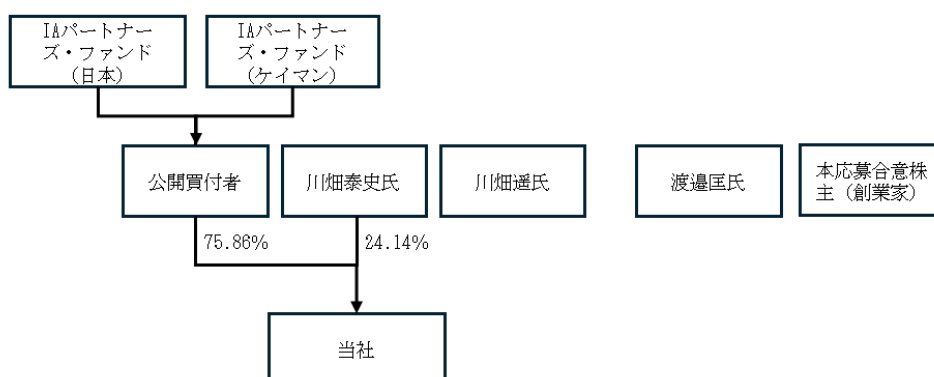 IAパートナー
ズ・ファンド
（日本）
IAパートナー
ズ・ファンド
（ケイマン）
公開買付者
川畑泰史氏
川畑遥氏
渡邉匡氏
本応募合意株
主（創業家）
75.86%
24.14%
当社